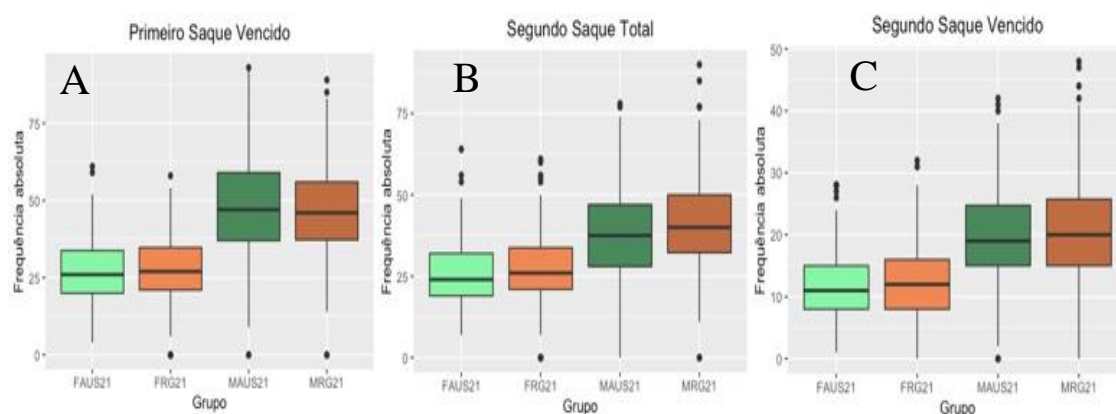 Primeiro Saque Vencido
A
Frequência absoluta
75
50
25
0
FAUS21 FRG21 MAUS21 MRG21
Grupo
Segundo Saque Total
B
Frequência absoluta
75
50
25
0
FAUS21 FRG21 MAUS21 MRG21
Grupo
Segundo Saque Vencido
C
Frequência absoluta
50
40
30
20
10
0
FAUS21 FRG21 MAUS21 MRG21
Grupo